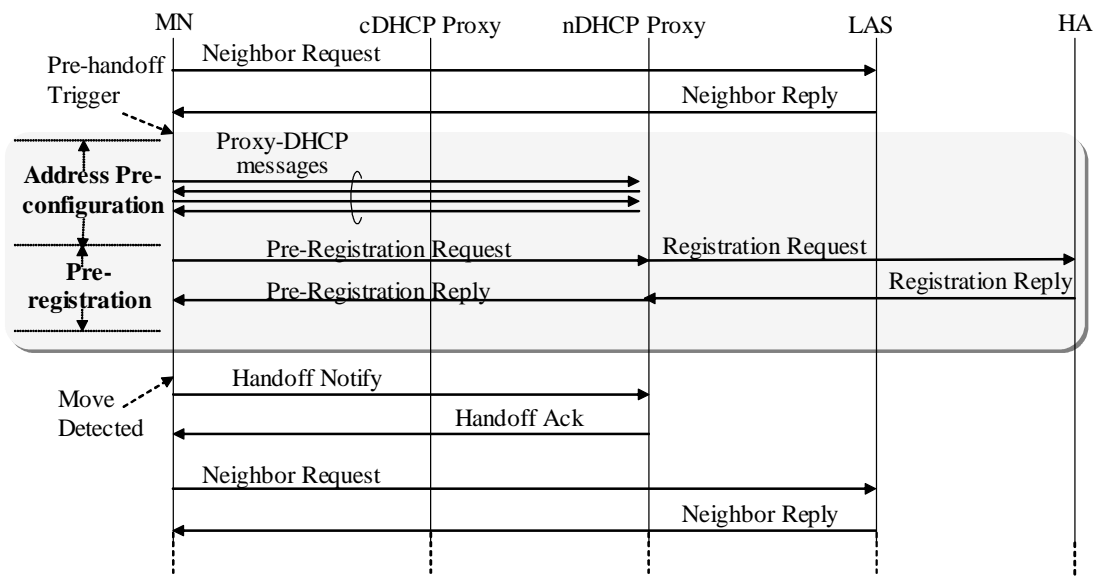 MN
cDHCP Proxy
nDHCP Proxy
LAS
HA
Neighbor Request
Pre-handoff
Trigger
Neighbor Reply
Proxy-DHCP
messages
Address Pre-
configuration
Pre-Registration Request
Registration Request
Pre-
registration
Pre-Registration Reply
Registration Reply
Handoff Notify
Move
Detected
Handoff Ack
Neighbor Request
Neighbor Reply